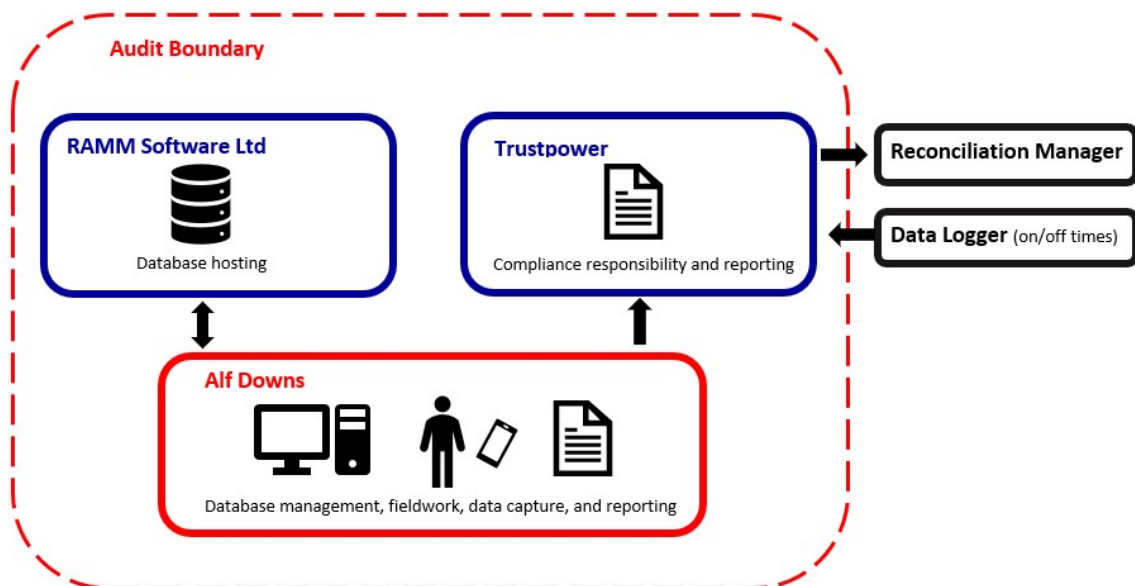 Audit Boundary
RAMM Software Ltd
Database hosting
Trustpower
Compliance responsibility and reporting
Reconciliation Manager
Data Logger (on/off times)
Alf Downs
Database management, fieldwork, data capture, and reporting